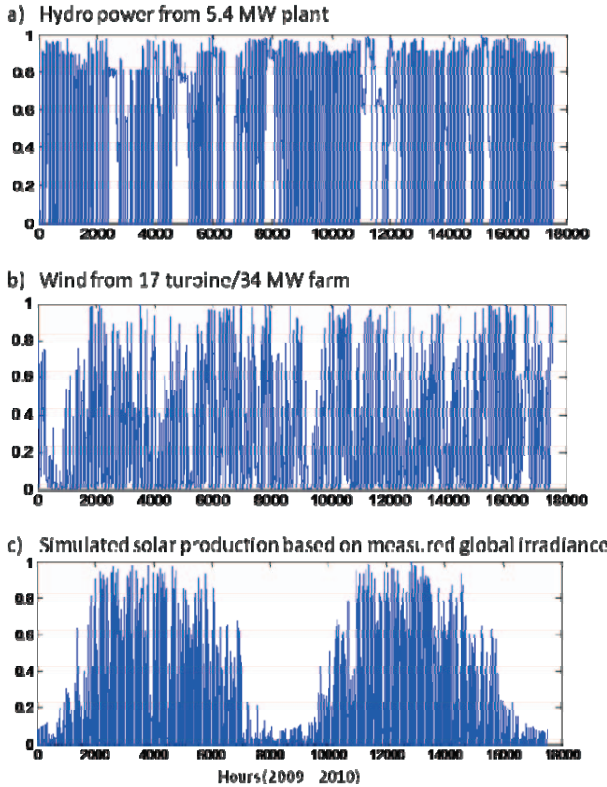 a) Hydro power from 5.4 MW plant
1
0.8
0.6
0.4
0.2
0
0 2000 4000 6000 8000 10000 12000 14000 16000 18000
b) Wind from 17 turbine/34 MW farm
1
0.8
0.6
0.4
0.2
0
0 2000 4000 6000 8000 10000 12000 14000 16000 18000
c) Simulated solar production based on measured global irradiance
1
0.8
0.6
0.4
0.2
0
0 2000 4000 6000 8000 10000 12000 14000 16000 18000
Hours(2009 2010)